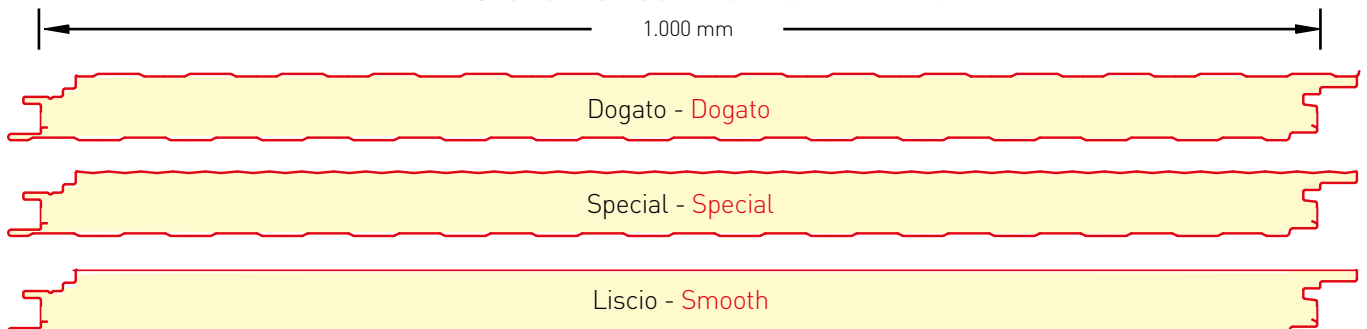 1.000 mm
Dogato - Dogato
Special - Special
Liscio - Smooth